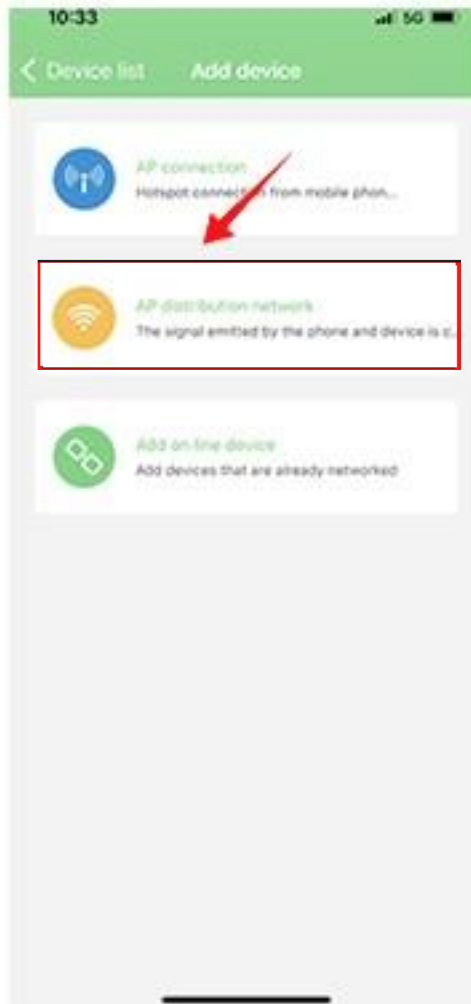 10:33
5G
Device list
Add device
AP connection
Hotspot connection from mobile phon...
AP distribution network
The signal emitted by the phone and device is c...
Add on line device
Add devices that are already networked